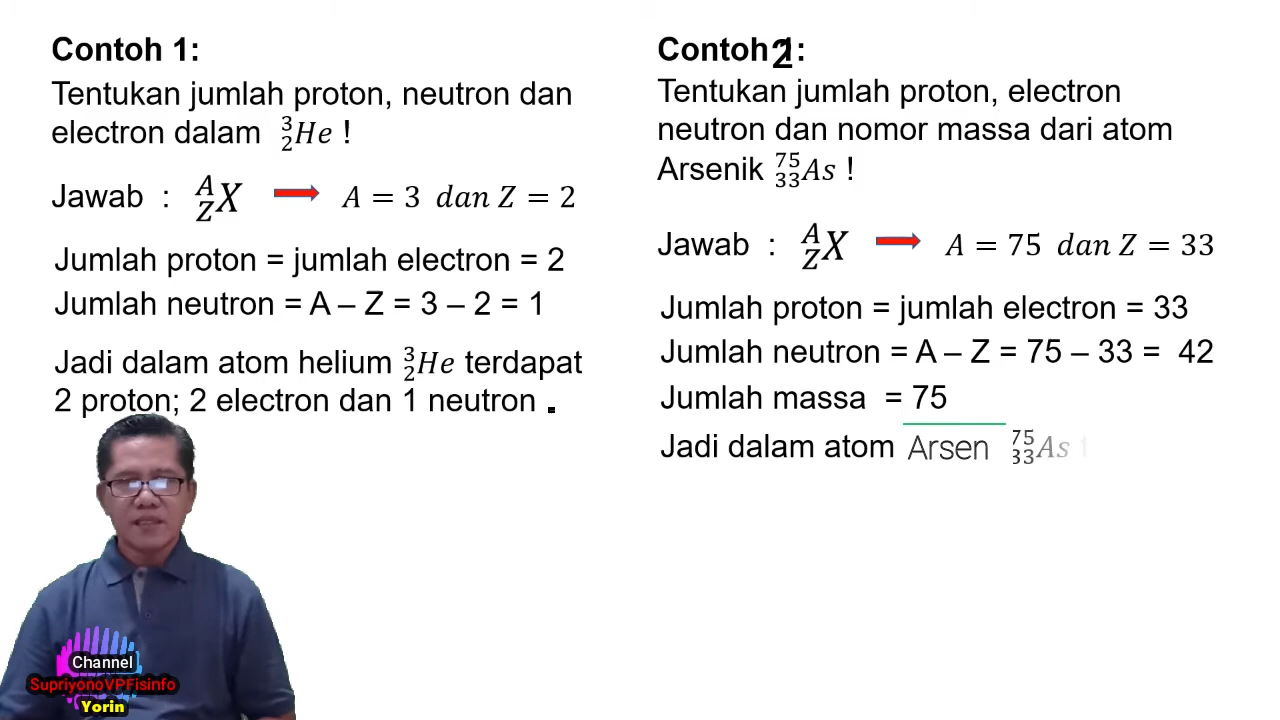 Contoh 1:
Tentukan jumlah proton, neutron dan
electron dalam ³₂He !
Jawab : ᴬ_Z X → A = 3 dan Z = 2
Jumlah proton = jumlah electron = 2
Jumlah neutron = A – Z = 3 – 2 = 1
Jadi dalam atom helium ³₂He terdapat
2 proton; 2 electron dan 1 neutron .
Contoh 2:
Tentukan jumlah proton, electron
neutron dan nomor massa dari atom
Arsenik ⁷⁵₃₃As !
Jawab : ᴬ_Z X → A = 75 dan Z = 33
Jumlah proton = jumlah electron = 33
Jumlah neutron = A – Z = 75 – 33 = 42
Jumlah massa = 75
Jadi dalam atom Arsen ⁷⁵₃₃As
Channel
SupriyonoVPFisinfo
Yorin